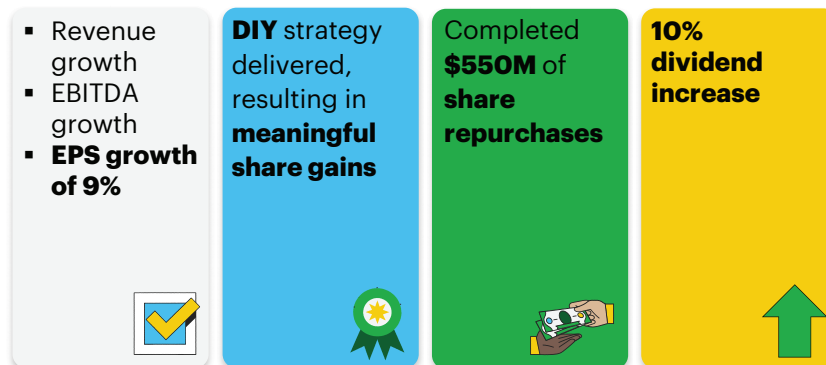 ▪ Revenue
growth
▪ EBITDA
growth
▪ EPS growth
of 9%
DIY strategy
delivered,
resulting in
meaningful
share gains
Completed
$550M of
share
repurchases
10%
dividend
increase